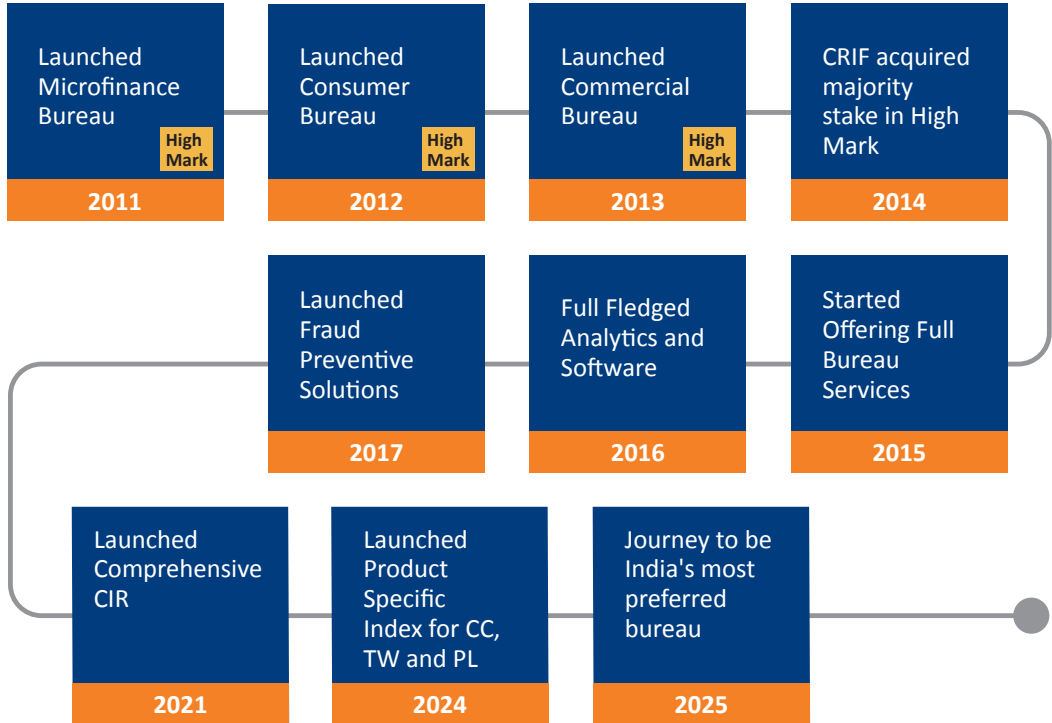 Launched
Microfinance
Bureau
High
Mark
2011
Launched
Consumer
Bureau
High
Mark
2012
Launched
Commercial
Bureau
High
Mark
2013
CRIF acquired
majority
stake in High
Mark
2014
Started
Offering Full
Bureau
Services
2015
Full Fledged
Analytics and
Software
2016
Launched
Fraud
Preventive
Solutions
2017
Launched
Comprehensive
CIR
2021
Launched
Product
Specific
Index for CC,
TW and PL
2024
Journey to be
India's most
preferred
bureau
2025